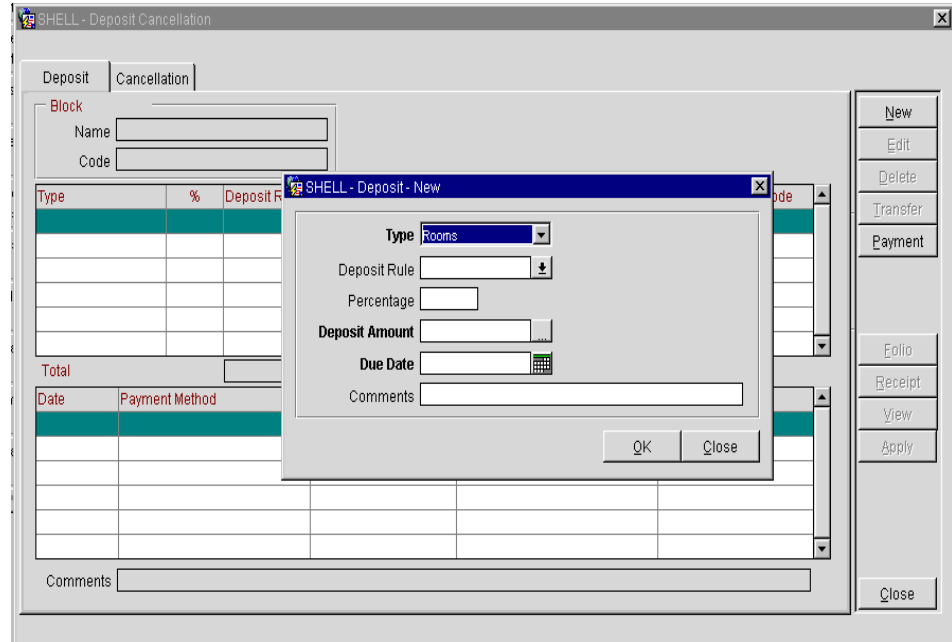 SHELL - Deposit Cancellation
Deposit
Cancellation
Block
Name
Code
Type % Deposit R ode
Total
Date Payment Method
Comments
New
Edit
Delete
Transfer
Payment
Folio
Receipt
View
Apply
Close
SHELL - Deposit - New
Type Rooms
Deposit Rule
Percentage
Deposit Amount ...
Due Date
Comments
OK Close